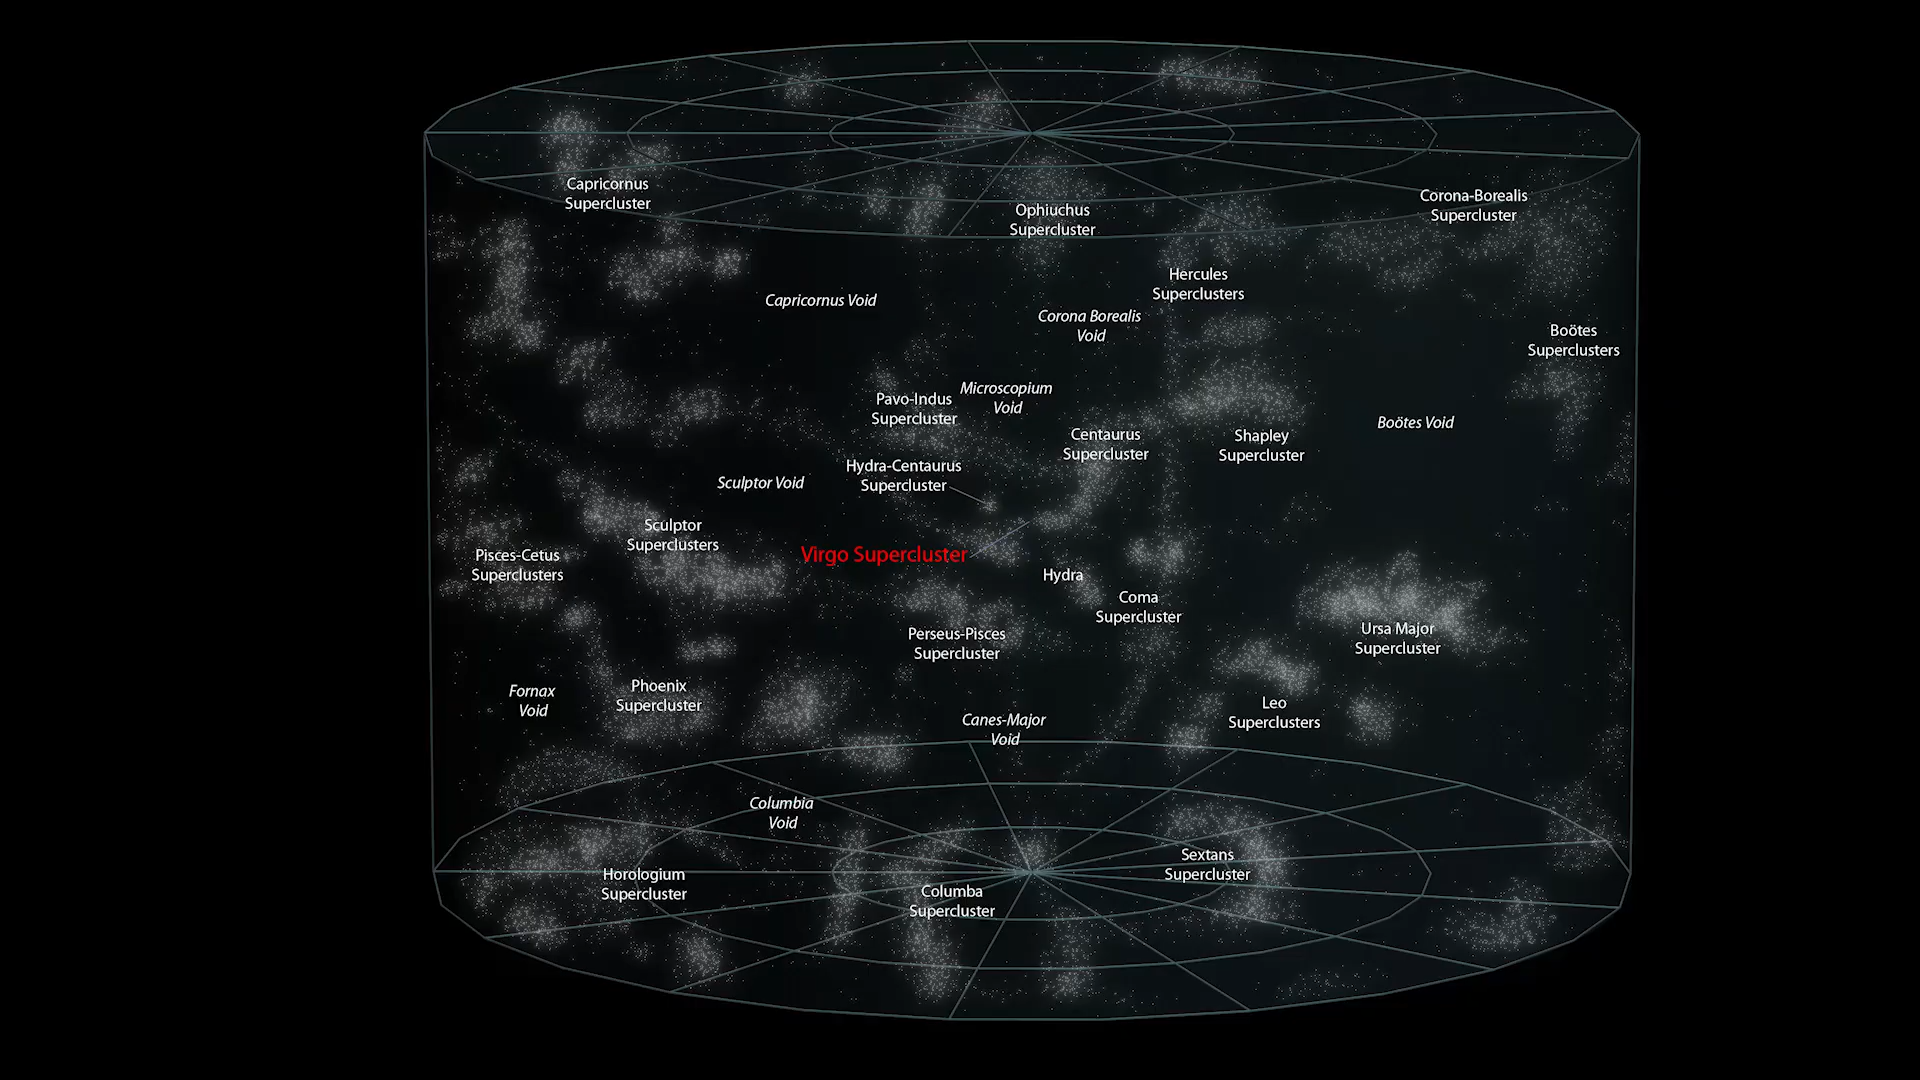 Capricornus
Supercluster
Corona-Borealis
Supercluster
Ophiuchus
Supercluster
Hercules
Superclusters
Capricornus Void
Corona Borealis
Void
Boötes
Superclusters
Microscopium
Void
Pavo-Indus
Supercluster
Boötes Void
Centaurus
Supercluster
Shapley
Supercluster
Hydra-Centaurus
Supercluster
Sculptor Void
Sculptor
Superclusters
Virgo Supercluster
Pisces-Cetus
Superclusters
Hydra
Coma
Supercluster
Ursa Major
Supercluster
Perseus-Pisces
Supercluster
Fornax
Void
Phoenix
Supercluster
Leo
Superclusters
Canes-Major
Void
Columbia
Void
Sextans
Supercluster
Horologium
Supercluster
Columba
Supercluster